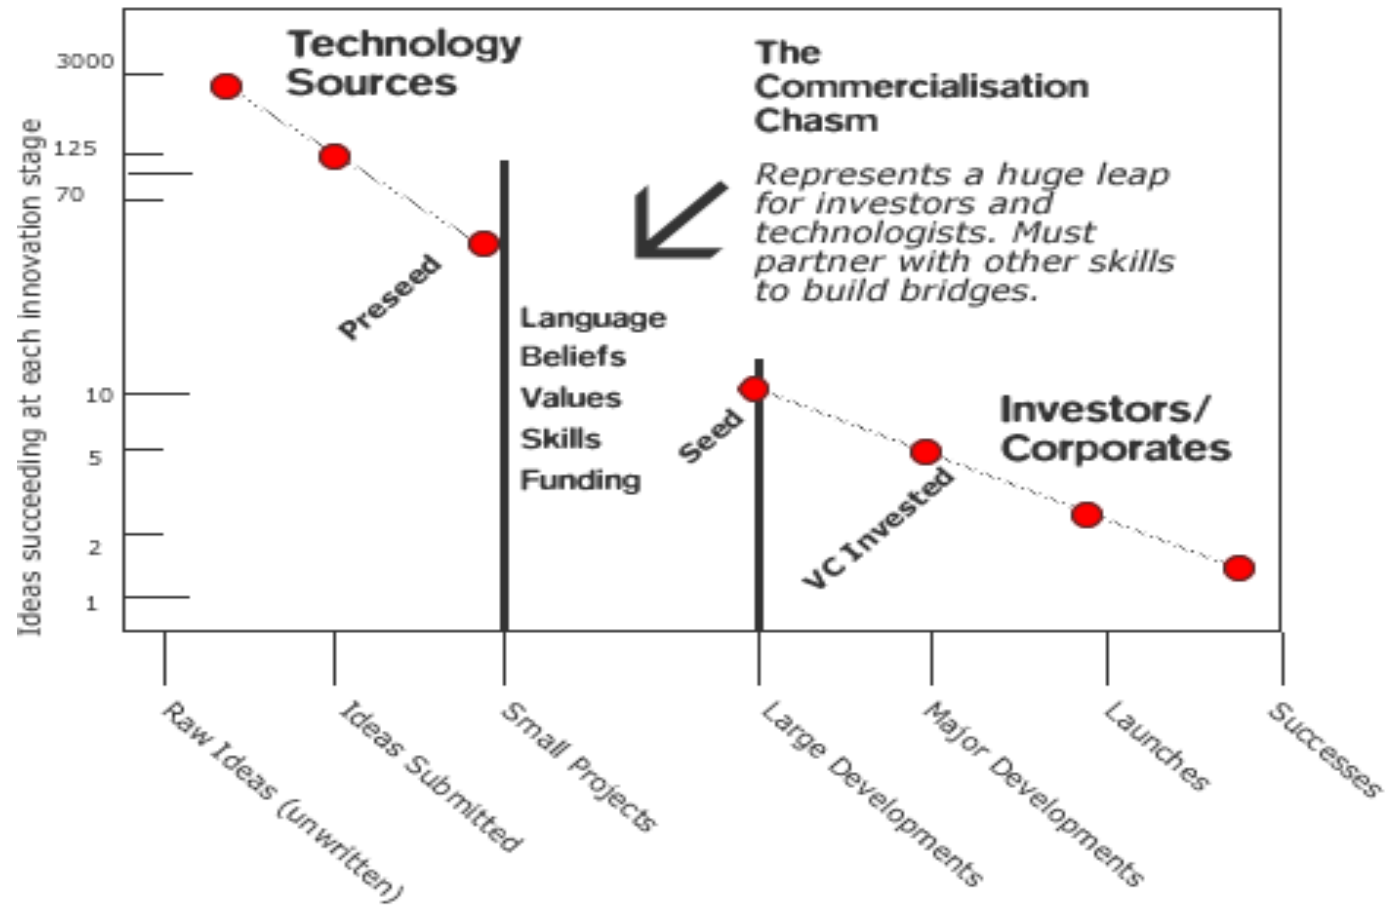 Technology
Sources
The
Commercialisation
Chasm
Represents a huge leap
for investors and
technologists. Must
partner with other skills
to build bridges.
Ideas succeeding at each innovation stage
3000
125
70
10
5
2
1
Preseed
Language
Beliefs
Values
Skills
Funding
Seed
VC Invested
Investors/
Corporates
Raw Ideas (unwritten)
Ideas Submitted
Small Projects
Large Developments
Major Developments
Launches
Successes